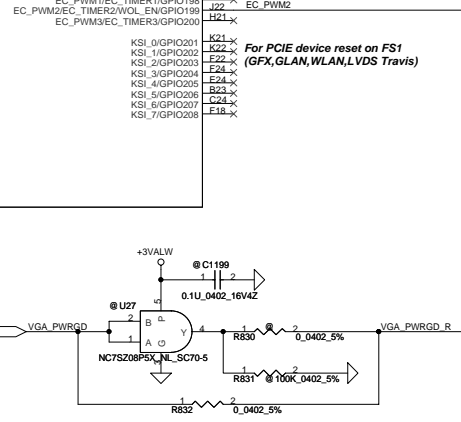 EC_PWM1/EC_TIMER1/GPIO198
EC_PWM2/EC_TIMER2/WOL_EN/GPIO199 J22 EC_PWM2
EC_PWM3/EC_TIMER3/GPIO200 H21
KSI_0/GPIO201 K21
KSI_1/GPIO202 K22
KSI_2/GPIO203 F22
KSI_3/GPIO204 F24
KSI_4/GPIO205 E24
KSI_5/GPIO206 B23
KSI_6/GPIO207 C24
KSI_7/GPIO208 F18
For PCIE device reset on FS1
(GFX,GLAN,WLAN,LVDS Travis)
+3VALW
@ C1199
1 2
0.1U_0402_16V4Z
@ U27
5
VGA_PWRGD 2 B P Y 4
1 A G
3
NC7SZ08P5X_NL_SC70-5
1 @ 2 VGA_PWRGD_R
R830 0_0402_5%
1 2
R831 @ 100K_0402_5%
1 2
R832 0_0402_5%